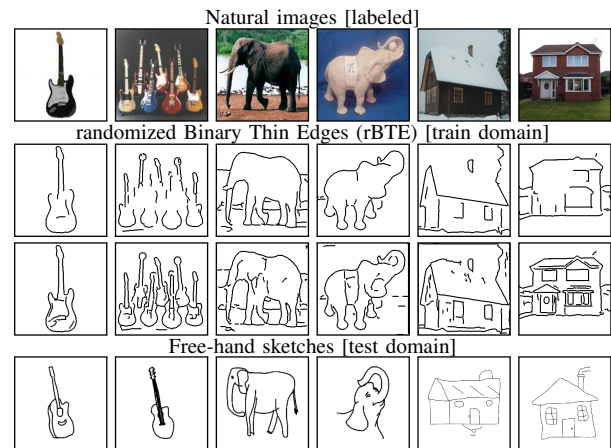 Natural images [labeled]
randomized Binary Thin Edges (rBTE) [train domain]
Free-hand sketches [test domain]